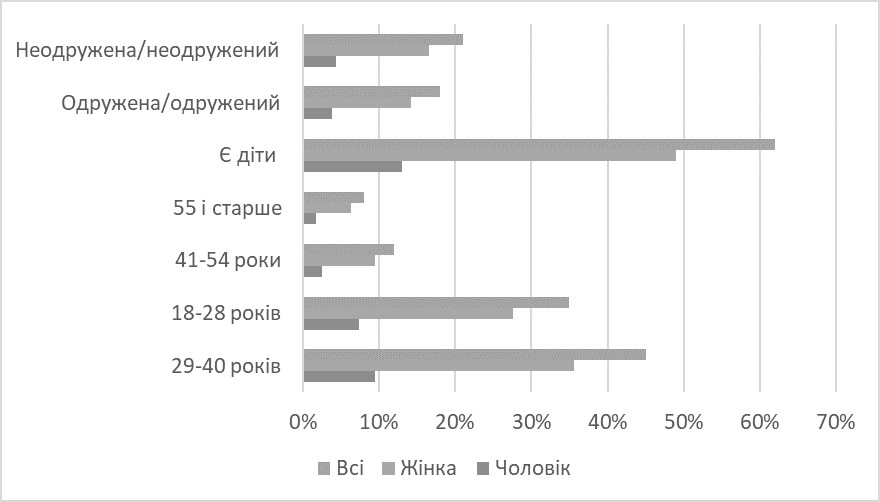 Неодружена/неодружений
Одружена/одружений
Є діти
55 і старше
41-54 роки
18-28 років
29-40 років
0% 10% 20% 30% 40% 50% 60% 70%
Всі Жінка Чоловік